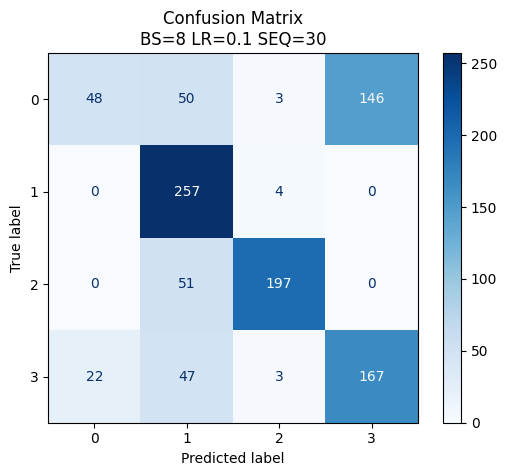 Confusion Matrix
BS=8 LR=0.1 SEQ=30
0 48 50 3 146
1 0 257 4 0
2 0 51 197 0
3 22 47 3 167
0 1 2 3
True label
Predicted label
250
200
150
100
50
0